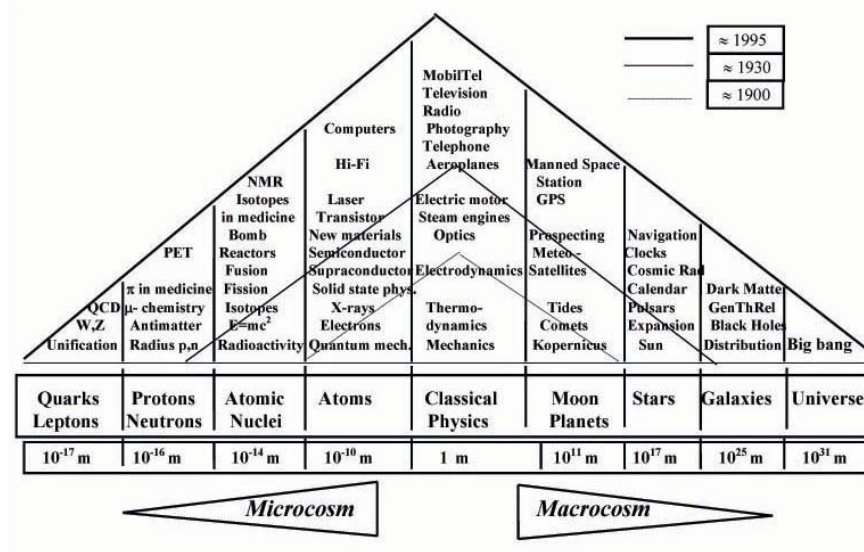 ≈ 1995
≈ 1930
≈ 1900
QCD
W,Z
Unification
PET
π in medicine
μ- chemistry
Antimatter
Radius p,n
NMR
Isotopes
in medicine
Bomb
Reactors
Fusion
Fission
Isotopes
E=mc²
Radioactivity
Computers
Hi-Fi
Laser
Transistor
New materials
Semiconductor
Supraconductor
Solid state phys.
X-rays
Electrons
Quantum mech.
MobilTel
Television
Radio
Photography
Telephone
Aeroplanes
Electric motor
Steam engines
Optics
Electrodynamics
Thermo-
dynamics
Mechanics
Manned Space
Station
GPS
Prospecting
Meteo -
Satellites
Tides
Comets
Kopernicus
Navigation
Clocks
Cosmic Rad
Calendar
Pulsars
Expansion
Sun
Dark Matte
GenThRel
Black Holes
Distribution
Big bang
Quarks
Leptons
Protons
Neutrons
Atomic
Nuclei
Atoms
Classical
Physics
Moon
Planets
Stars
Galaxies
Universe
10⁻¹⁷ m
10⁻¹⁶ m
10⁻¹⁴ m
10⁻¹⁰ m
1 m
10¹¹ m
10¹⁷ m
10²⁵ m
10³¹ m
Microcosm
Macrocosm